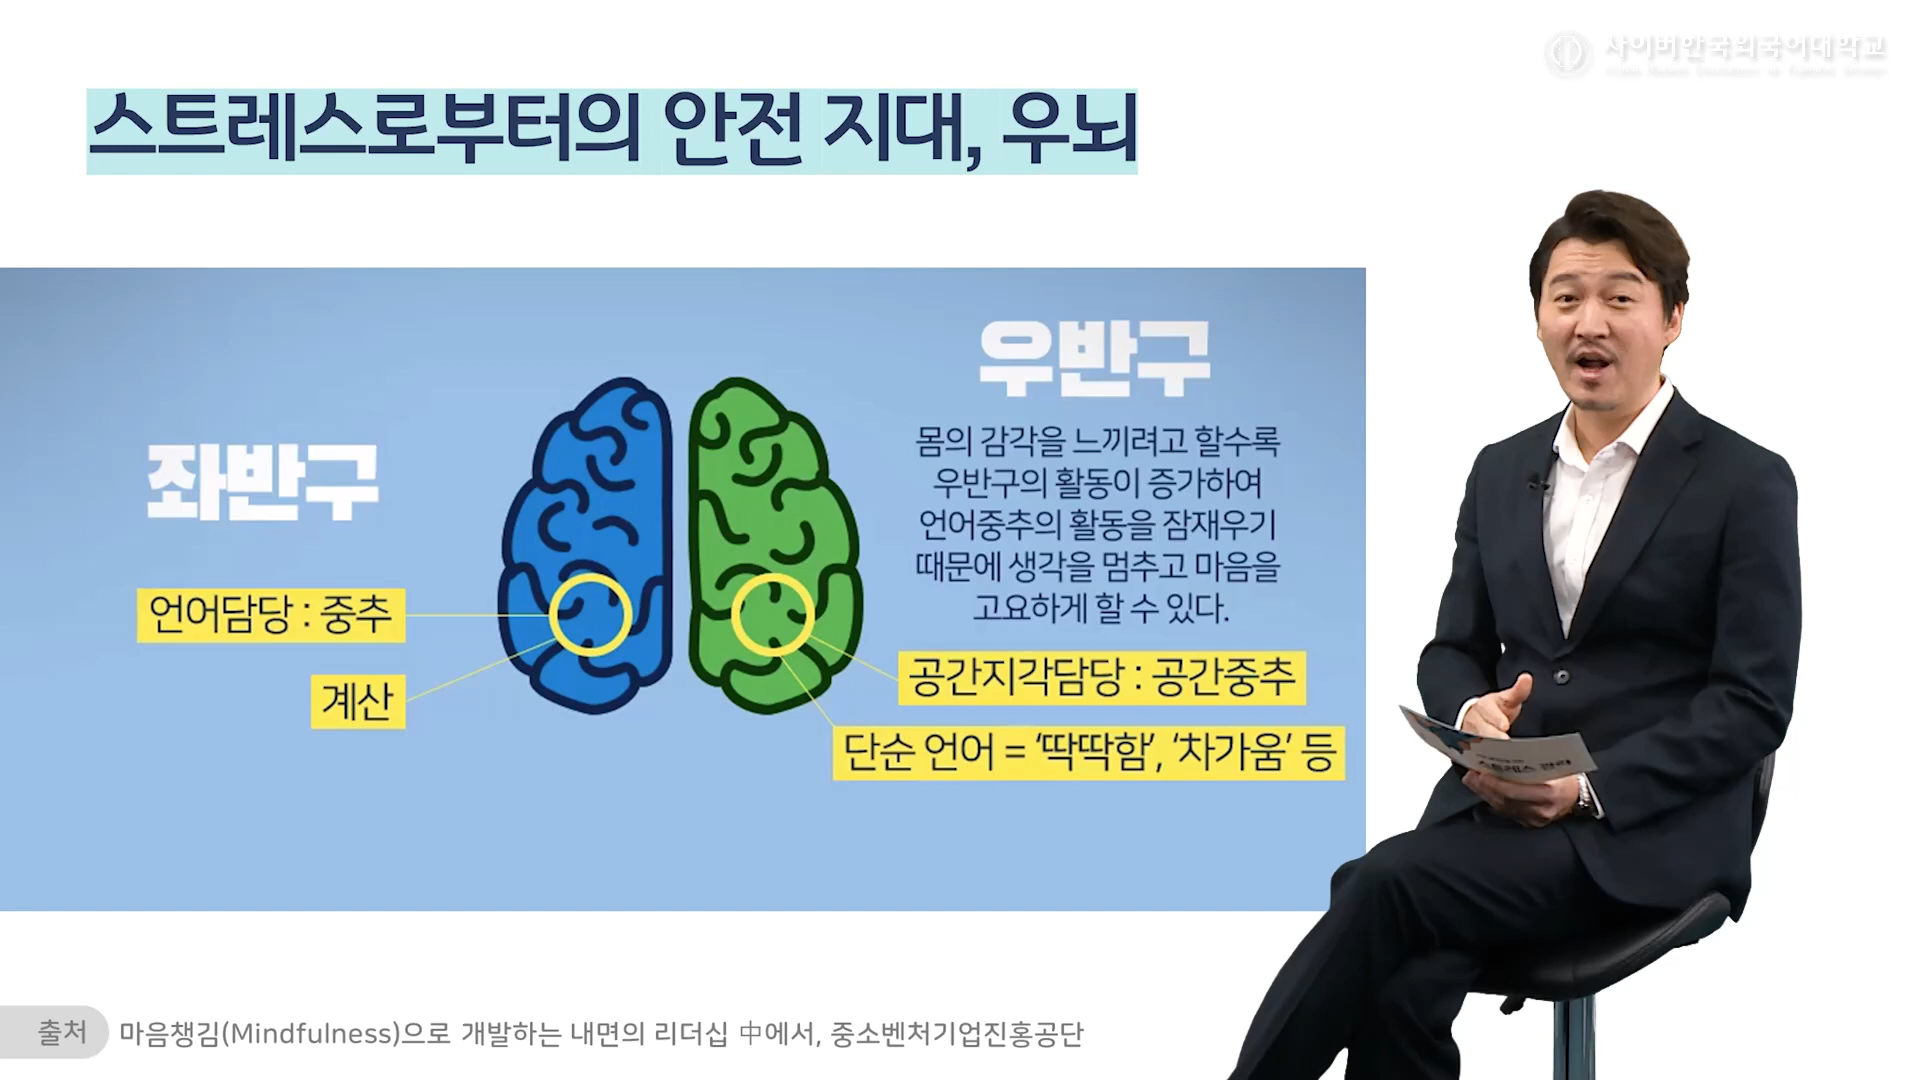 사이버한국외국어대학교
스트레스로부터의 안전 지대, 우뇌
좌반구
언어담당 : 중추
계산
우반구
몸의 감각을 느끼려고 할수록
우반구의 활동이 증가하여
언어중추의 활동을 잠재우기
때문에 생각을 멈추고 마음을
고요하게 할 수 있다.
공간지각담당 : 공간중추
단순 언어 = ‘딱딱함’, ‘차가움’ 등
스트레스 관리
출처 마음챙김(Mindfulness)으로 개발하는 내면의 리더십 中에서, 중소벤처기업진흥공단